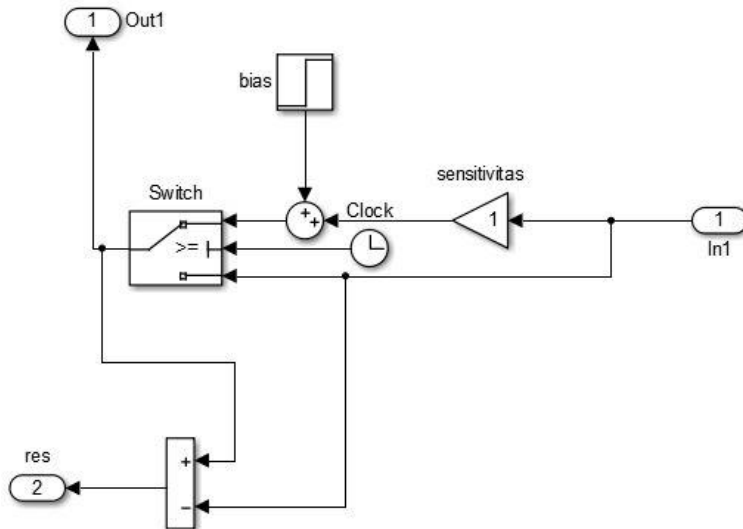 1
Out1
bias
sensitivitas
Switch
+
+
Clock
1
1
>=
In1
res
+
2
−